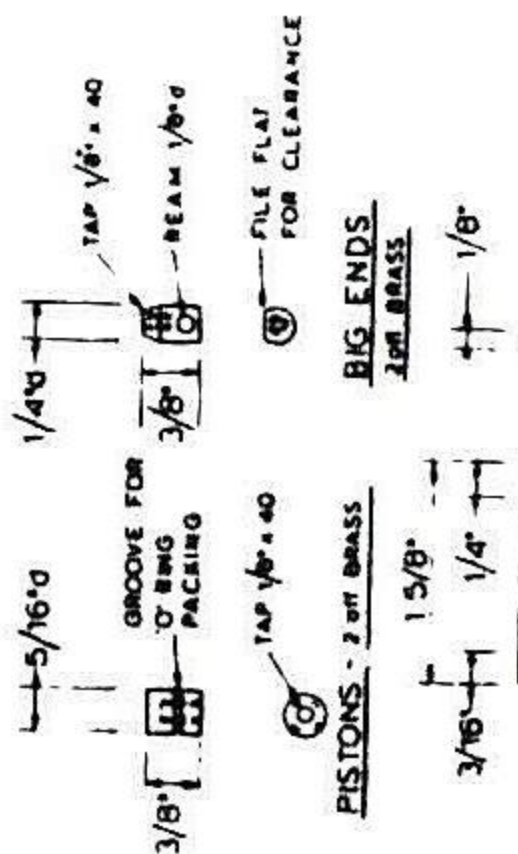 5/16"d
3/8"
GROOVE FOR
'O' RING
PACKING
TAP 1/8" x 40
PISTONS - 2 off BRASS
1/4"d
3/8"
TAP 1/8" x 40
REAM 1/8"d
FILE FLAT
FOR CLEARANCE
BIG ENDS
2 off BRASS
1 5/8"
3/16"
1/4"
1/8"